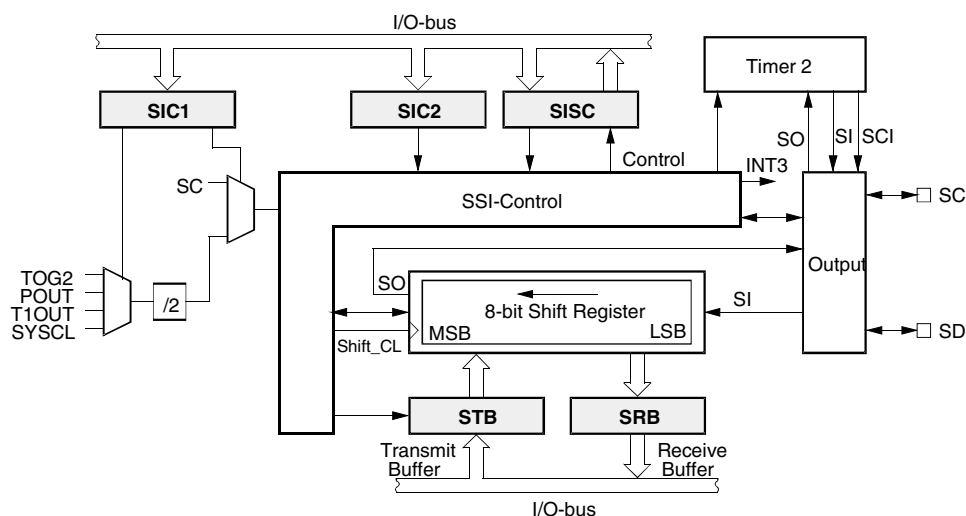 I/O-bus
Timer 2
SIC1
SIC2
SISC
SO
SI
SCI
Control
INT3
SC
SSI-Control
SC
TOG2
POUT
T1OUT
SYSCL
/2
SO
Output
8-bit Shift Register
SI
MSB
LSB
Shift_CL
SD
STB
SRB
Transmit
Buffer
Receive
Buffer
I/O-bus